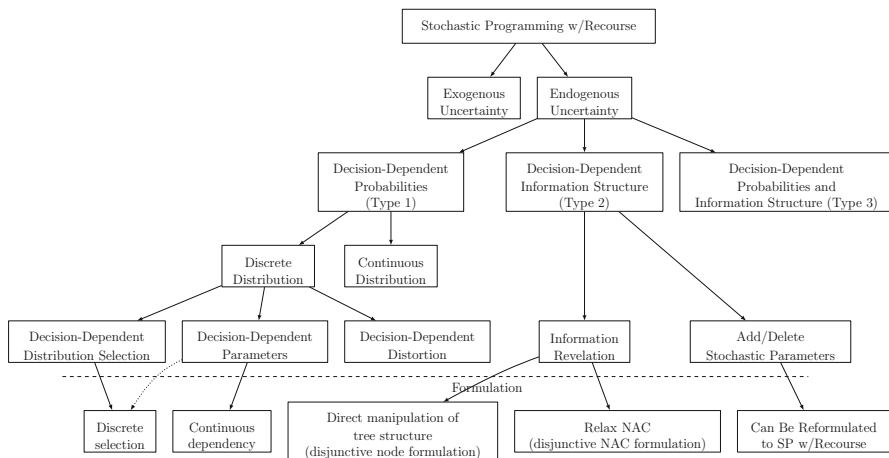 Stochastic Programming w/Recourse
Exogenous
Uncertainty
Endogenous
Uncertainty
Decision-Dependent
Probabilities
(Type 1)
Decision-Dependent
Information Structure
(Type 2)
Decision-Dependent
Probabilities and
Information Structure (Type 3)
Discrete
Distribution
Continuous
Distribution
Decision-Dependent
Distribution Selection
Decision-Dependent
Parameters
Decision-Dependent
Distortion
Information
Revelation
Add/Delete
Stochastic Parameters
Formulation
Discrete
selection
Continuous
dependency
Direct manipulation of
tree structure
(disjunctive node formulation)
Relax NAC
(disjunctive NAC formulation)
Can Be Reformulated
to SP w/Recourse